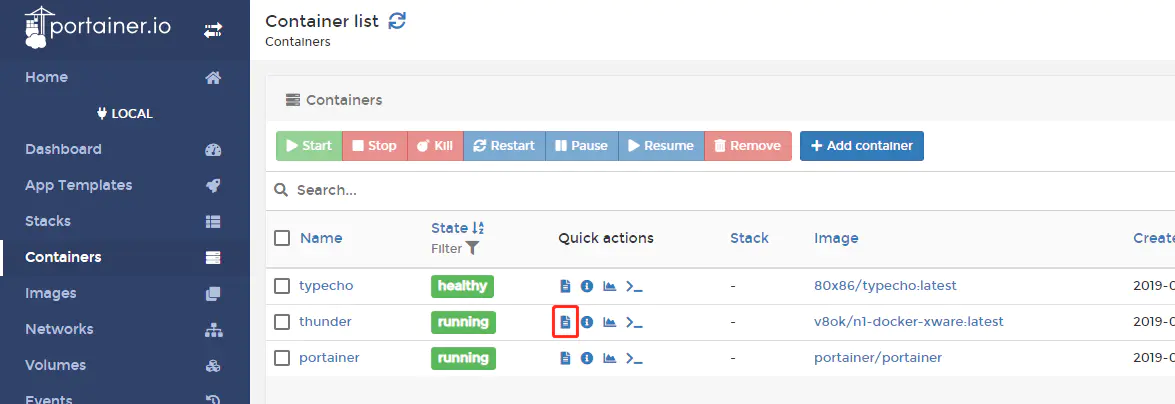 portainer.io
Home
LOCAL
Dashboard
App Templates
Stacks
Containers
Images
Networks
Volumes
Events
Container list
Containers
Containers
Start Stop Kill Restart Pause Resume Remove + Add container
Search...
Name State Filter Quick actions Stack Image Create
typecho healthy - 80x86/typecho:latest 2019-0
thunder running - v8ok/n1-docker-xware:latest 2019-0
portainer running - portainer/portainer 2019-0